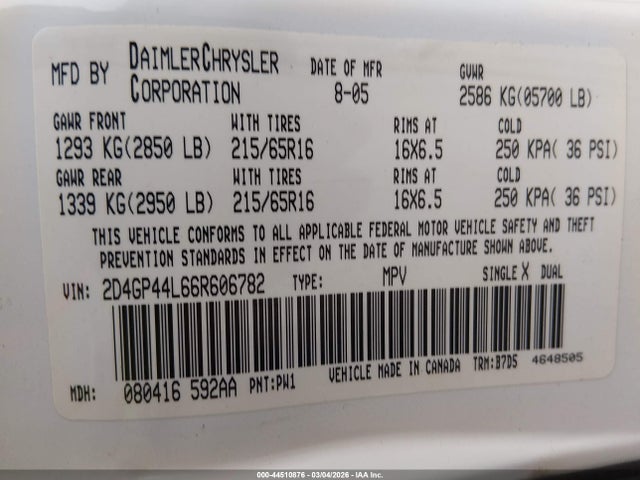 MFD BY DAIMLERCHRYSLER CORPORATION DATE OF MFR 8-05 GVWR 2586 KG(05700 LB)
GAWR FRONT WITH TIRES RIMS AT COLD
1293 KG(2850 LB) 215/65R16 16X6.5 250 KPA( 36 PSI)
GAWR REAR WITH TIRES RIMS AT COLD
1339 KG(2950 LB) 215/65R16 16X6.5 250 KPA( 36 PSI)
THIS VEHICLE CONFORMS TO ALL APPLICABLE FEDERAL MOTOR VEHICLE SAFETY AND THEFT
PREVENTION STANDARDS IN EFFECT ON THE DATE OF MANUFACTURE SHOWN ABOVE.
VIN: 2D4GP44L66R606782 TYPE: MPV SINGLE X DUAL
MDH: 080416 592AA PNT:PW1 VEHICLE MADE IN CANADA TRM:B7D5 4648505
000-44510876 - 03/04/2026 - IAA Inc.